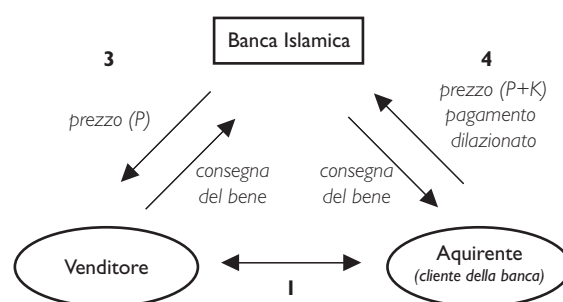 Banca Islamica
3
4
prezzo (P)
prezzo (P+K)
pagamento
dilazionato
consegna
del bene
consegna
del bene
Venditore
Aquirente
(cliente della banca)
1